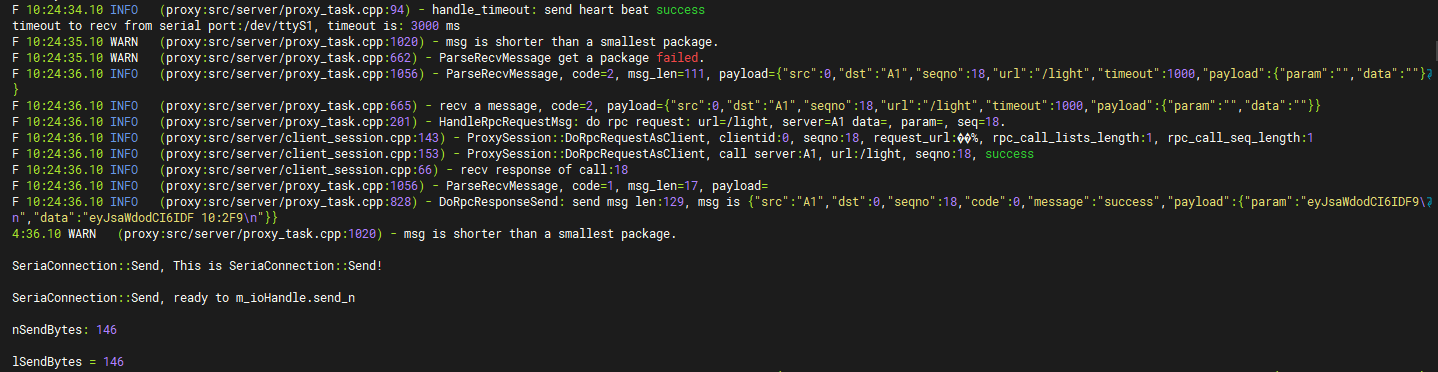 F 10:24:34.10 INFO (proxy:src/server/proxy_task.cpp:94) - handle_timeout: send heart beat success
timeout to recv from serial port:/dev/ttyS1, timeout is: 3000 ms
F 10:24:35.10 WARN (proxy:src/server/proxy_task.cpp:1020) - msg is shorter than a smallest package.
F 10:24:35.10 WARN (proxy:src/server/proxy_task.cpp:662) - ParseRecvMessage get a package failed.
F 10:24:36.10 INFO (proxy:src/server/proxy_task.cpp:1056) - ParseRecvMessage, code=2, msg_len=111, payload={"src":0,"dst":"A1","seqno":18,"url":"/light","timeout":1000,"payload":{"param":"","data":""}
}
F 10:24:36.10 INFO (proxy:src/server/proxy_task.cpp:665) - recv a message, code=2, payload={"src":0,"dst":"A1","seqno":18,"url":"/light","timeout":1000,"payload":{"param":"","data":""}}
F 10:24:36.10 INFO (proxy:src/server/proxy_task.cpp:201) - HandleRpcRequestMsg: do rpc request: url=/light, server=A1 data=, param=, seq=18.
F 10:24:36.10 INFO (proxy:src/server/client_session.cpp:143) - ProxySession::DoRpcRequestAsClient, clientid:0, seqno:18, request_url:��%, rpc_call_lists_length:1, rpc_call_seq_length:1
F 10:24:36.10 INFO (proxy:src/server/client_session.cpp:153) - ProxySession::DoRpcRequestAsClient, call server:A1, url:/light, seqno:18, success
F 10:24:36.10 INFO (proxy:src/server/client_session.cpp:66) - recv response of call:18
F 10:24:36.10 INFO (proxy:src/server/proxy_task.cpp:1056) - ParseRecvMessage, code=1, msg_len=17, payload=
F 10:24:36.10 INFO (proxy:src/server/proxy_task.cpp:828) - DoRpcResponseSend: send msg len:129, msg is {"src":"A1","dst":0,"seqno":18,"code":0,"message":"success","payload":{"param":"eyJsaWdodCI6IDF9\
n","data":"eyJsaWdodCI6IDF 10:2F9\n"}}
4:36.10 WARN (proxy:src/server/proxy_task.cpp:1020) - msg is shorter than a smallest package.
SeriaConnection::Send, This is SeriaConnection::Send!
SeriaConnection::Send, ready to m_ioHandle.send_n
nSendBytes: 146
lSendBytes = 146